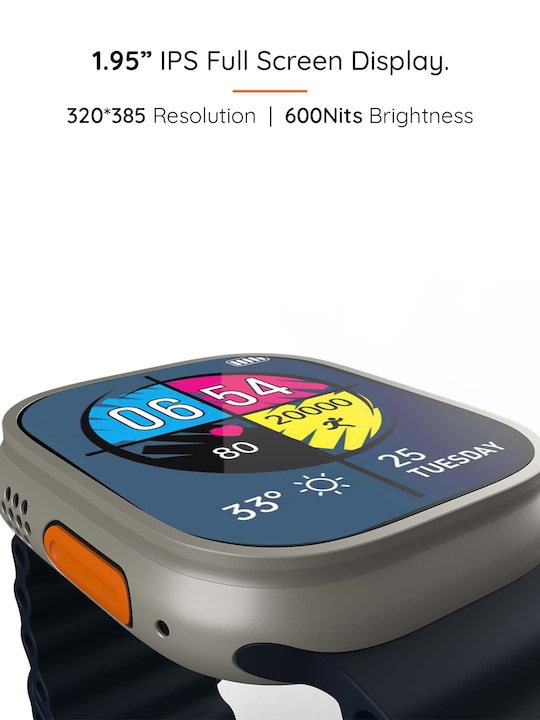 1.95” IPS Full Screen Display.
320*385 Resolution | 600Nits Brightness
06 54
20000
80
33° 25
TUESDAY